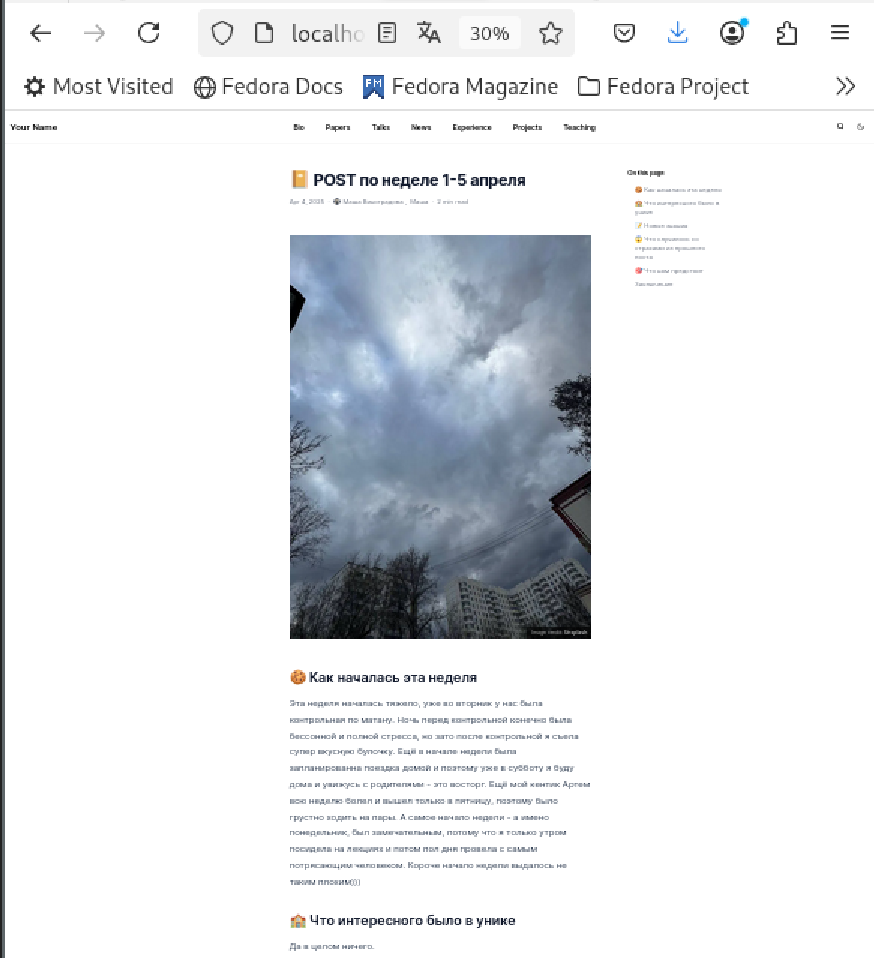 localho
30%
Most Visited
Fedora Docs
FM
Fedora Magazine
Fedora Project
Your Name
Bio
Papers
Talks
News
Experience
Projects
Teaching
📔 POST по неделе 1-5 апреля
Apr 4, 2025 · Маша · 2 min read
On this page
🍪 Как началась эта неделя
🏫 Что интересного было в
унике
📝
🎯 Что
Заключение
Image credit: Unsplash
🍪 Как началась эта неделя
Эта неделя началась тяжело, уже во вторник у нас была
контрольная по матану. Ночь перед контрольной конечно была
бессонной и полной стресса, но зато после контрольной я съела
супер вкусную булочку. Ещё в начале недели была
запланированна поездка домой и поэтому уже в субботу я буду
дома и увижусь с родителями - это восторг. Ещё мой кентик Артем
всю неделю болел и вышел только в пятницу, поэтому было
грустно ходить на пары. А самое начало недели - а имено
понедельник, был замечательным, потому что я только утром
посидела на лекциях и потом пол дня провела с самым
потрясающим человеком. Короче начало недели выдалось не
таким плохим)))
🏫 Что интересного было в унике
Да в целом ничего.